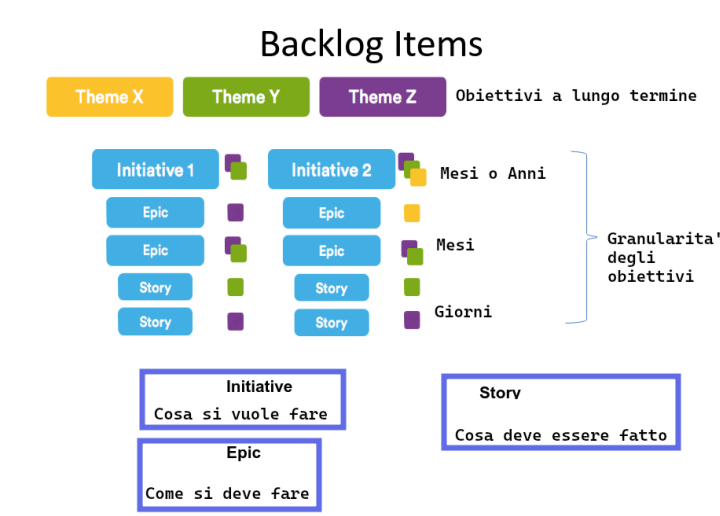 Backlog Items
Theme X
Theme Y
Theme Z
Obiettivi a lungo termine
Initiative 1
Initiative 2
Mesi o Anni
Epic
Epic
Epic
Epic
Mesi
Granularita'
degli
obiettivi
Story
Story
Giorni
Story
Story
Initiative
Cosa si vuole fare
Story
Cosa deve essere fatto
Epic
Come si deve fare